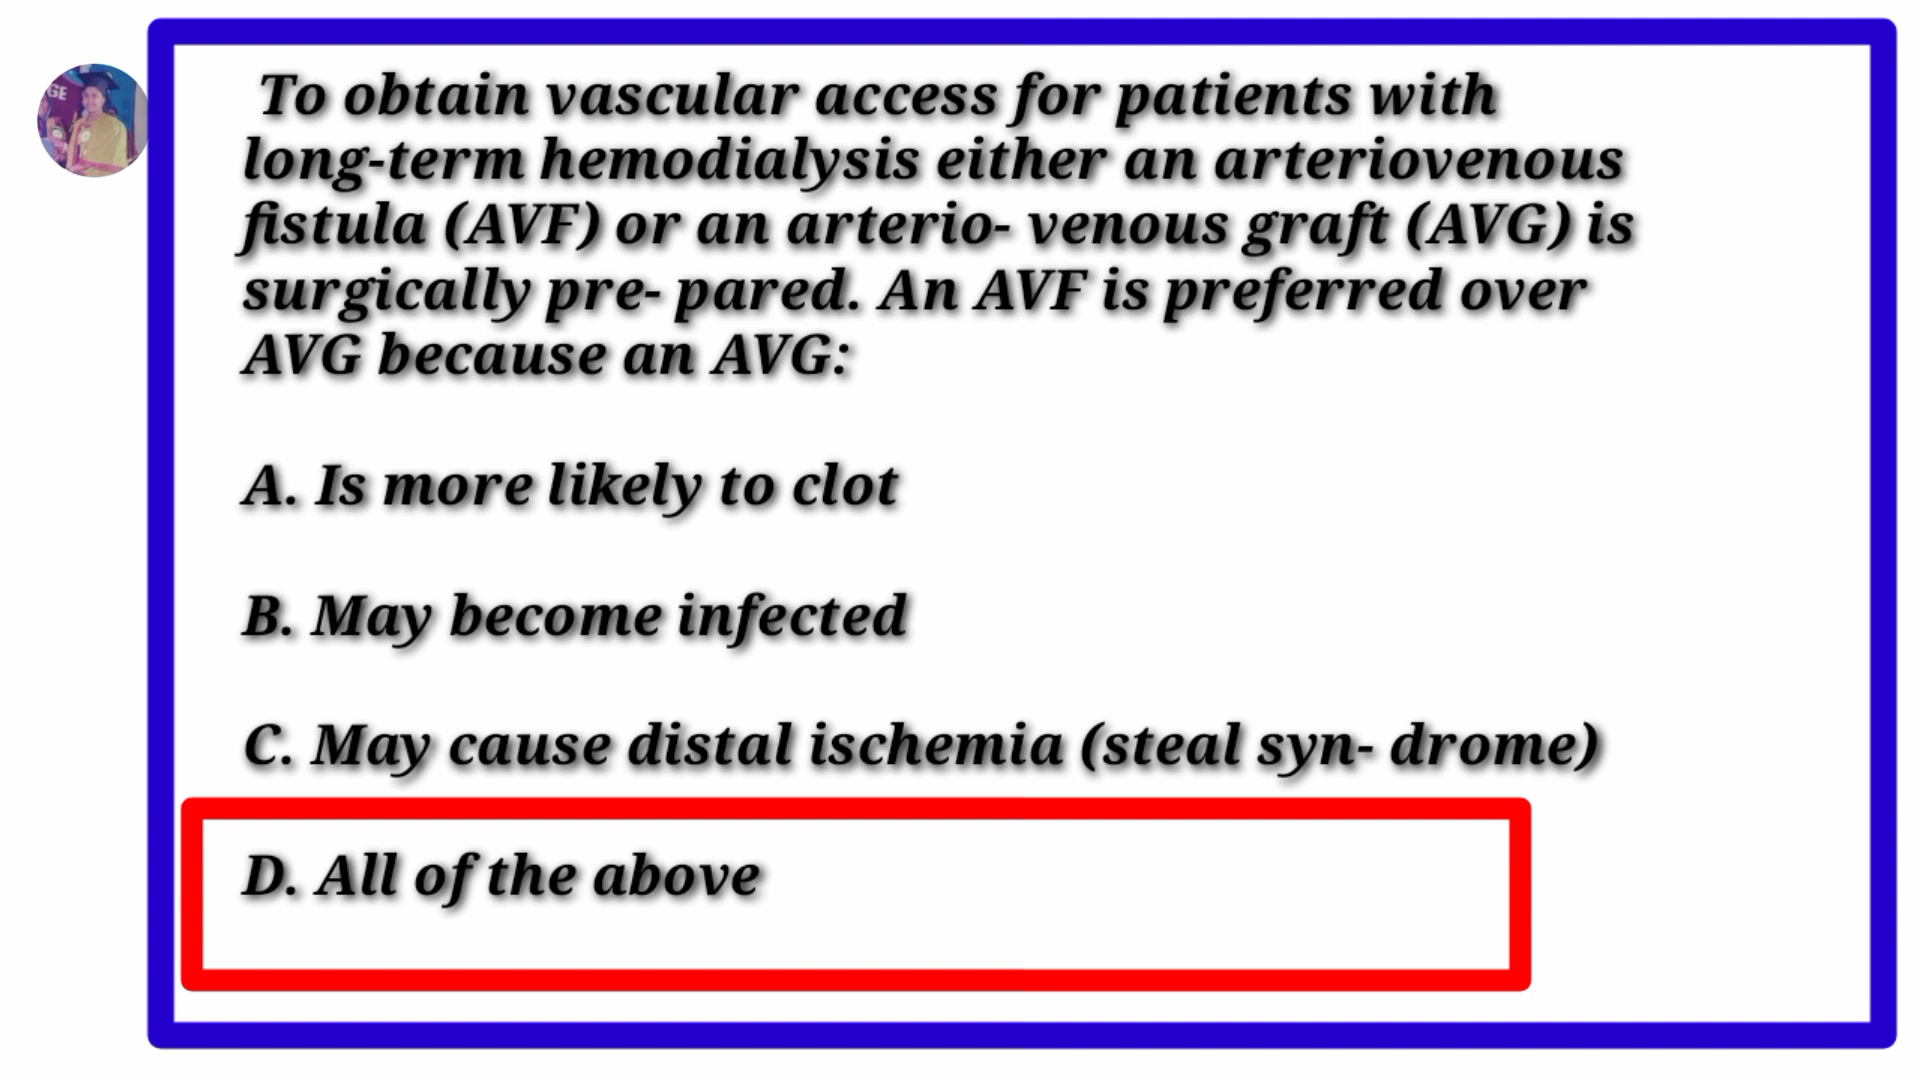 GE
To obtain vascular access for patients with
long-term hemodialysis either an arteriovenous
fistula (AVF) or an arterio- venous graft (AVG) is
surgically pre- pared. An AVF is preferred over
AVG because an AVG:
A. Is more likely to clot
B. May become infected
C. May cause distal ischemia (steal syn- drome)
D. All of the above